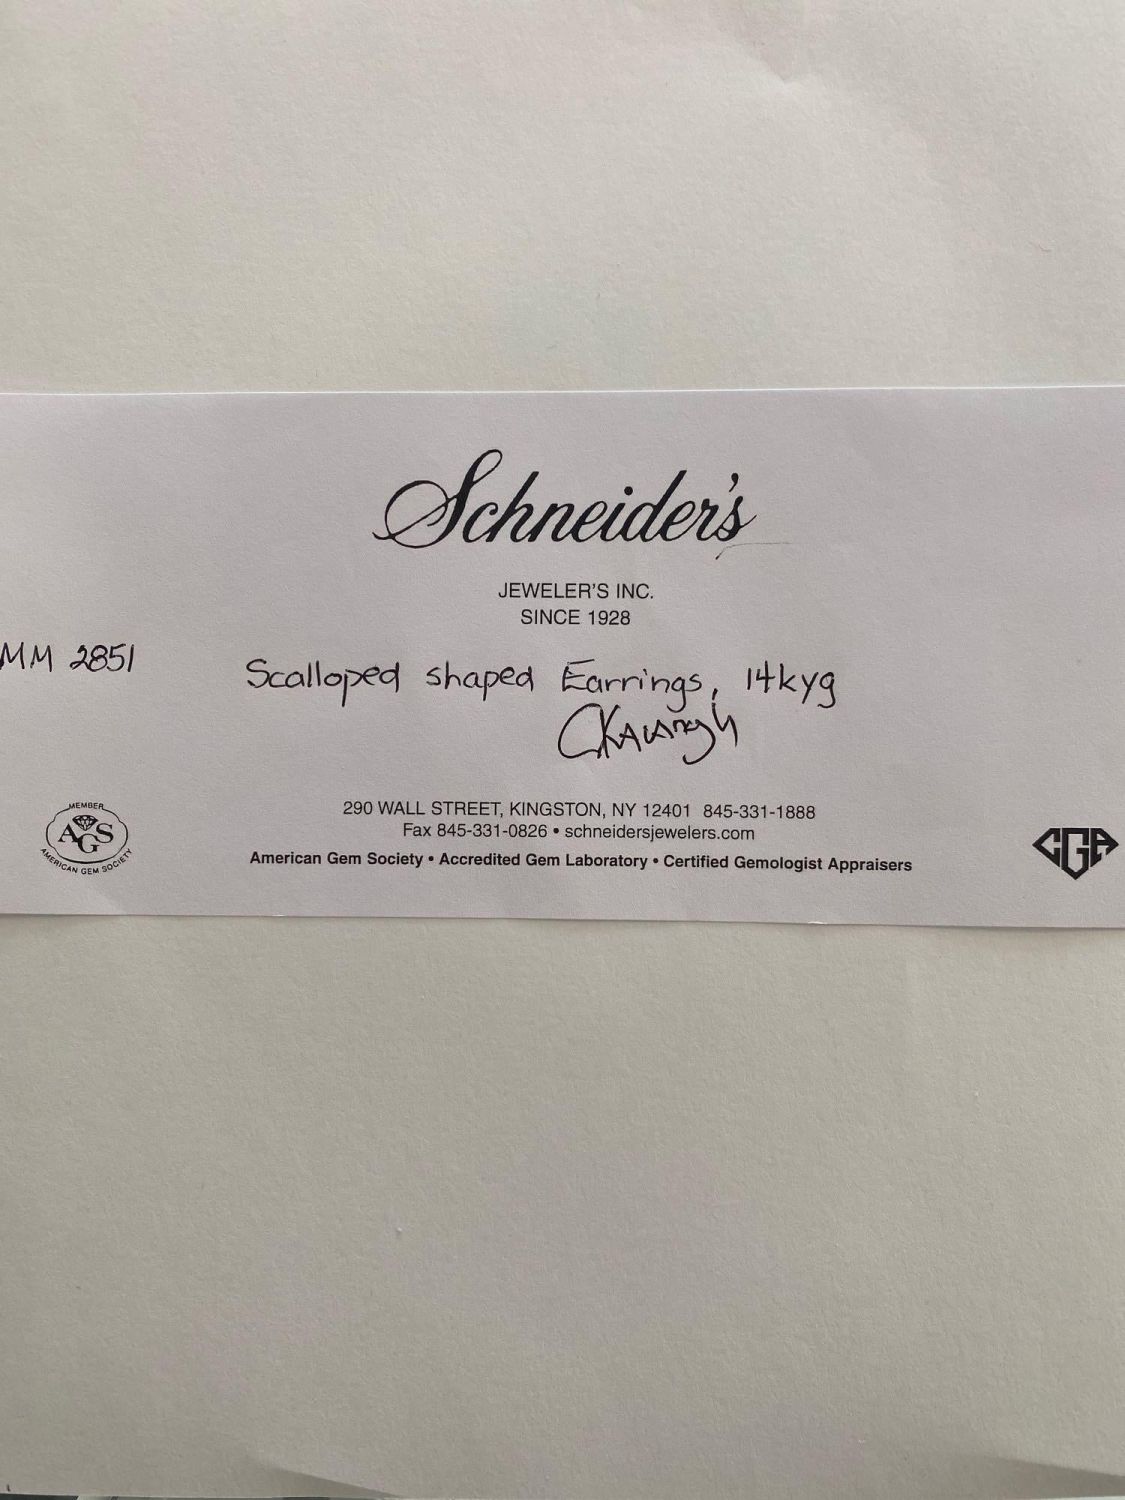 Schneider's
JEWELER'S INC.
SINCE 1928
MM 2851
Scalloped shaped Earrings, 14kyg
CKavanagh
290 WALL STREET, KINGSTON, NY 12401 845-331-1888
Fax 845-331-0826 • schneidersjewelers.com
American Gem Society • Accredited Gem Laboratory • Certified Gemologist Appraisers
MEMBER
AGS
AMERICAN GEM SOCIETY
CGA